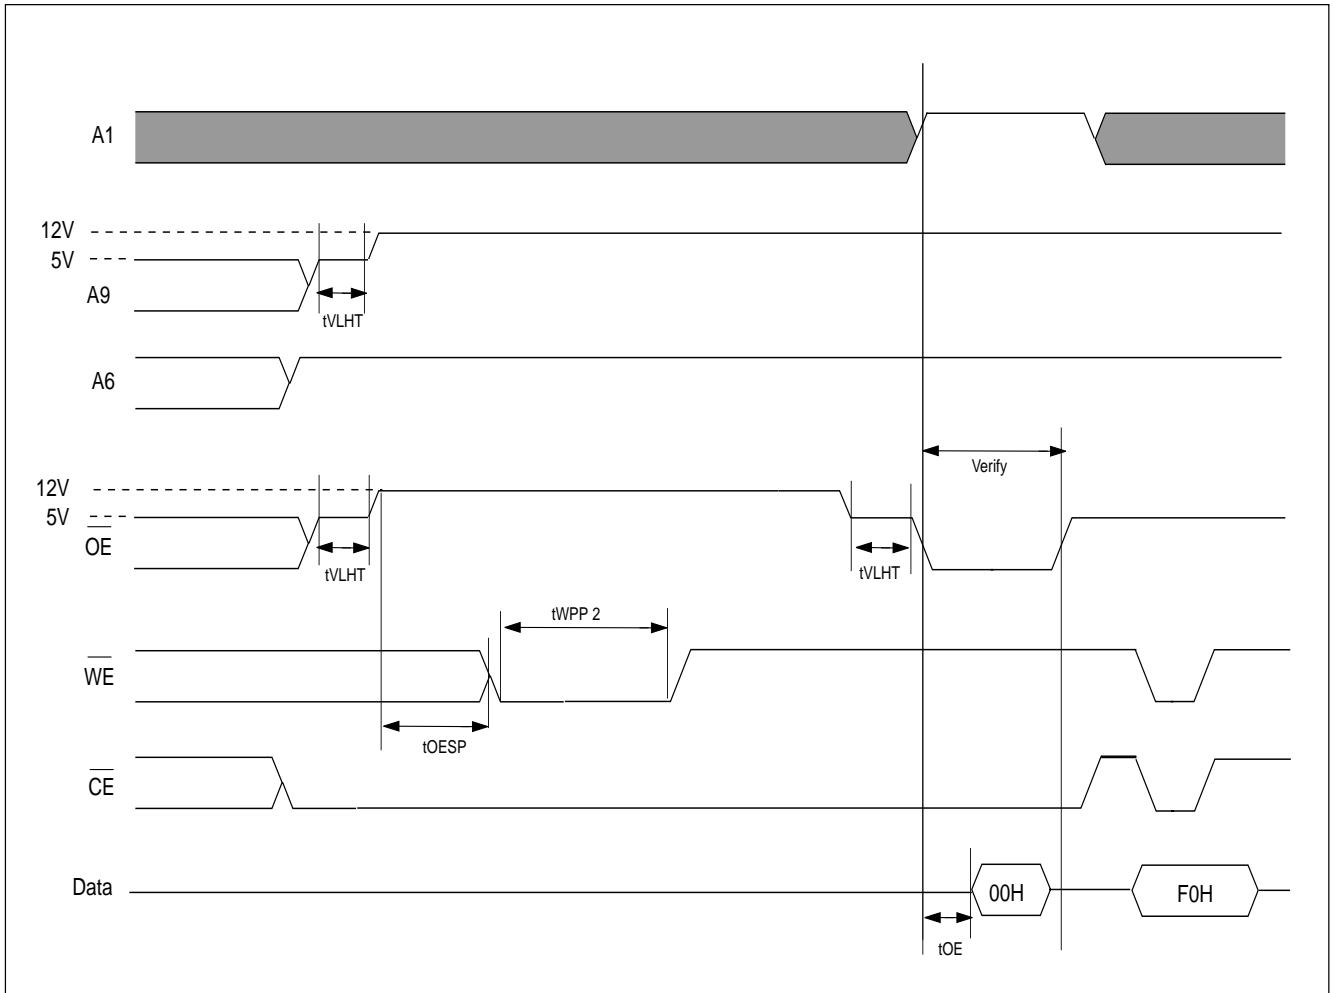 A1
12V
5V
A9
tVLHT
A6
Verify
12V
5V
OE
tVLHT
tVLHT
tWPP 2
WE
tOESP
CE
Data
00H
F0H
tOE